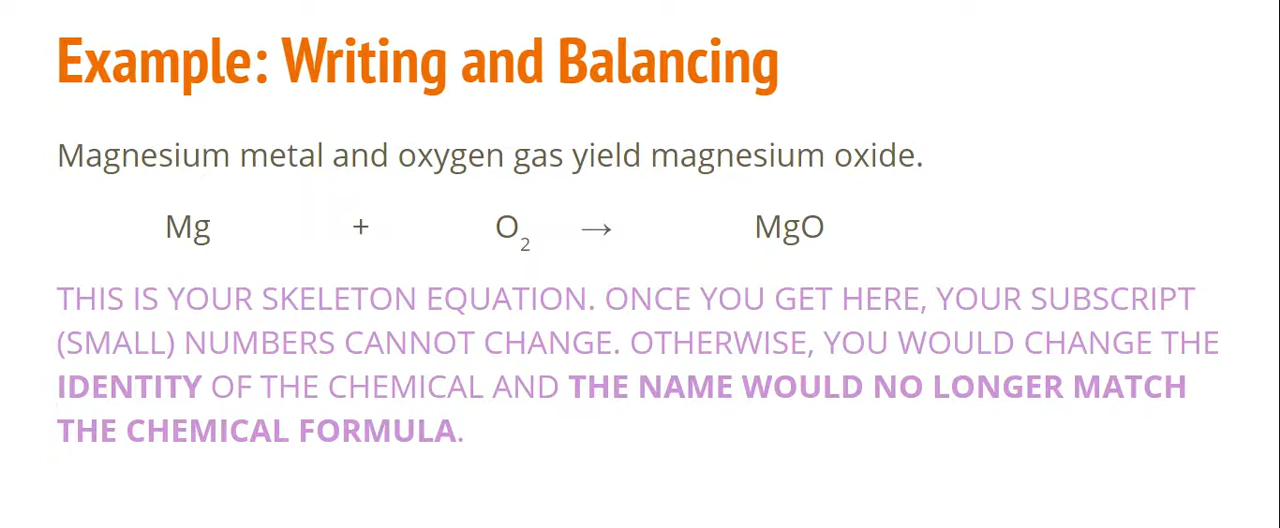 Example: Writing and Balancing
Magnesium metal and oxygen gas yield magnesium oxide.
Mg + O₂ → MgO
THIS IS YOUR SKELETON EQUATION. ONCE YOU GET HERE, YOUR SUBSCRIPT
(SMALL) NUMBERS CANNOT CHANGE. OTHERWISE, YOU WOULD CHANGE THE
IDENTITY OF THE CHEMICAL AND THE NAME WOULD NO LONGER MATCH
THE CHEMICAL FORMULA.